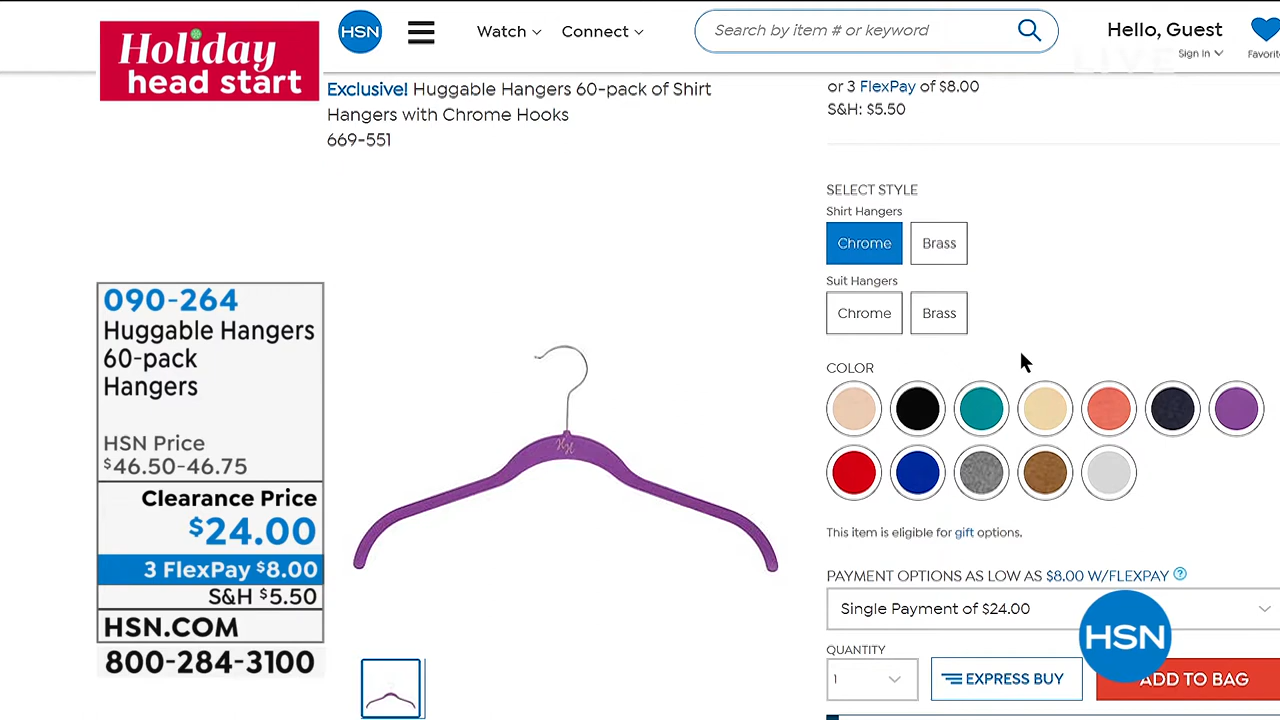 Holiday
head start
HSN
Watch
Connect
Search by item # or keyword
Hello, Guest
Sign In
Favorit
LIVE
Exclusive! Huggable Hangers 60-pack of Shirt
Hangers with Chrome Hooks
669-551
or 3 FlexPay of $8.00
S&H: $5.50
SELECT STYLE
Shirt Hangers
Chrome
Brass
Suit Hangers
Chrome
Brass
COLOR
This item is eligible for gift options.
PAYMENT OPTIONS AS LOW AS $8.00 W/FLEXPAY ?
Single Payment of $24.00
QUANTITY
1
EXPRESS BUY
ADD TO BAG
HSN
090-264
Huggable Hangers
60-pack
Hangers
HSN Price
$46.50-46.75
Clearance Price
$24.00
3 FlexPay $8.00
S&H $5.50
HSN.COM
800-284-3100
HH